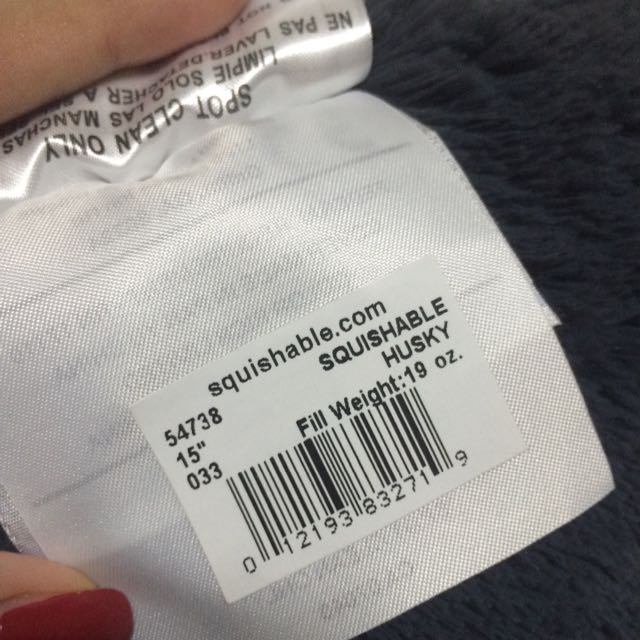 NE PAS LAVER.
LIMPIE SOLO
LAS MANCHAS
SPOT CLEAN ONLY
squishable.com
SQUISHABLE
HUSKY
54738
15"
033
Fill Weight:19 oz.
0 12193 83271 9